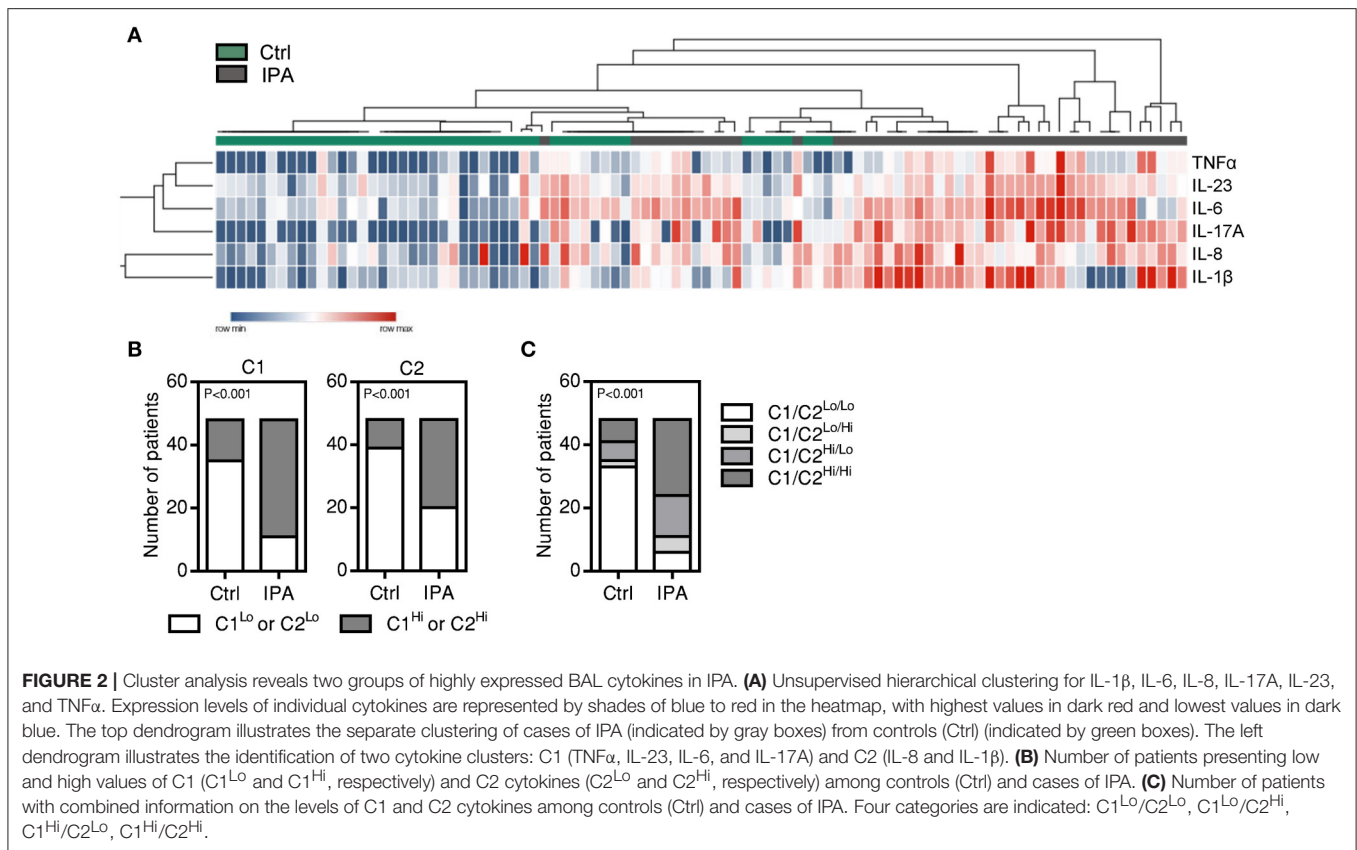 A
Ctrl
IPA
TNFα
IL-23
IL-6
IL-17A
IL-8
IL-1β
row min
row max
B
C1
C2
C
60
P<0.001
60
P<0.001
60
P<0.001
40
40
40
20
20
20
0
0
0
Number of patients
Number of patients
Ctrl
IPA
Ctrl
IPA
Ctrl
IPA
C1/C2Lo/Lo
C1/C2Lo/Hi
C1/C2Hi/Lo
C1/C2Hi/Hi
C1Lo or C2Lo
C1Hi or C2Hi
FIGURE 2 | Cluster analysis reveals two groups of highly expressed BAL cytokines in IPA. (A) Unsupervised hierarchical clustering for IL-1β, IL-6, IL-8, IL-17A, IL-23,
and TNFα. Expression levels of individual cytokines are represented by shades of blue to red in the heatmap, with highest values in dark red and lowest values in dark
blue. The top dendrogram illustrates the separate clustering of cases of IPA (indicated by gray boxes) from controls (Ctrl) (indicated by green boxes). The left
dendrogram illustrates the identification of two cytokine clusters: C1 (TNFα, IL-23, IL-6, and IL-17A) and C2 (IL-8 and IL-1β). (B) Number of patients presenting low
and high values of C1 (C1Lo and C1Hi, respectively) and C2 cytokines (C2Lo and C2Hi, respectively) among controls (Ctrl) and cases of IPA. (C) Number of patients
with combined information on the levels of C1 and C2 cytokines among controls (Ctrl) and cases of IPA. Four categories are indicated: C1Lo/C2Lo, C1Lo/C2Hi,
C1Hi/C2Lo, C1Hi/C2Hi.